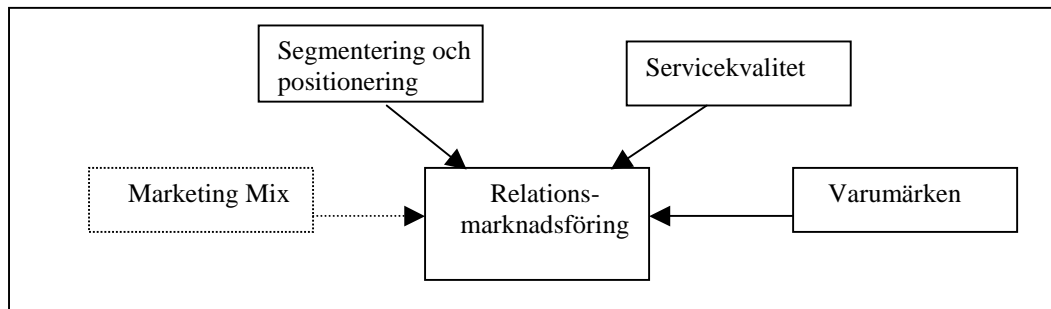 Segmentering och
positionering
Servicekvalitet
Marketing Mix
Relations-
marknadsföring
Varumärken